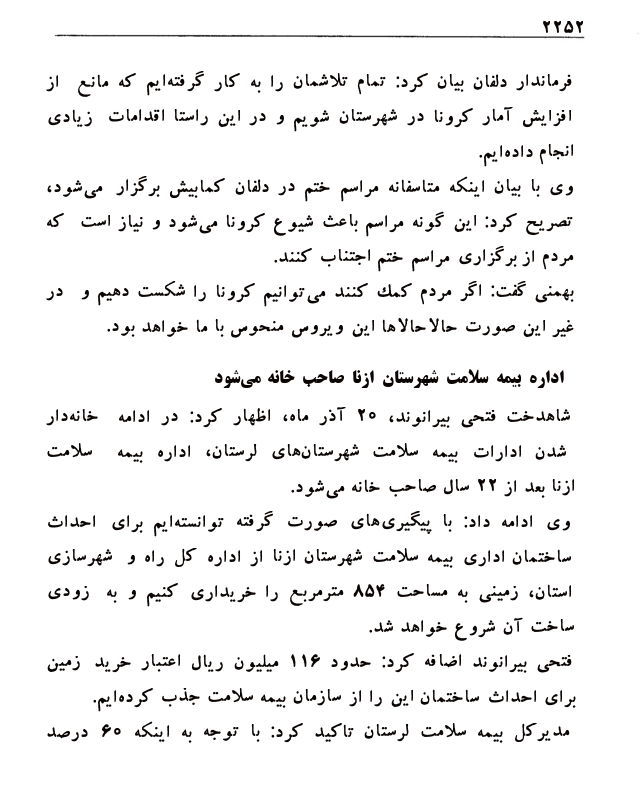 ۲۲۵۲
فرماندار دلفان بیان کرد: تمام تلاشمان را به کار گرفته‌ایم که مانع از
افزایش آمار کرونا در شهرستان شویم و در این راستا اقدامات زیادی
انجام داده‌ایم.
وی با بیان اینکه متاسفانه مراسم ختم در دلفان کمابیش برگزار می‌شود،
تصریح کرد: این گونه مراسم باعث شیوع کرونا می‌شود و نیاز است که
مردم از برگزاری مراسم ختم اجتناب کنند.
بهمنی گفت: اگر مردم کمك کنند می‌توانیم کرونا را شکست دهیم و در
غیر این صورت حالاحالاها این ویروس منحوس با ما خواهد بود.
اداره بیمه سلامت شهرستان ازنا صاحب خانه می‌شود
شاهدخت فتحی بیرانوند، ۲۰ آذر ماه، اظهار کرد: در ادامه خانه‌دار
شدن ادارات بیمه سلامت شهرستان‌های لرستان، اداره بیمه سلامت
ازنا بعد از ۲۲ سال صاحب خانه می‌شود.
وی ادامه داد: با پیگیری‌های صورت گرفته توانسته‌ایم برای احداث
ساختمان اداری بیمه سلامت شهرستان ازنا از اداره کل راه و شهرسازی
استان، زمینی به مساحت ۸۵۴ مترمربع را خریداری کنیم و به زودی
ساخت آن شروع خواهد شد.
فتحی بیرانوند اضافه کرد: حدود ۱۱۶ میلیون ریال اعتبار خرید زمین
برای احداث ساختمان این را از سازمان بیمه سلامت جذب کرده‌ایم.
مدیرکل بیمه سلامت لرستان تاکید کرد: با توجه به اینکه ۶۰ درصد